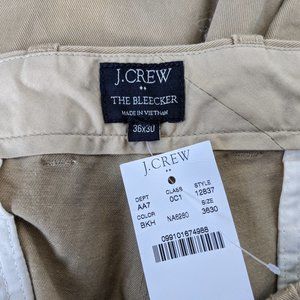 J.CREW
THE BLEECKER
MADE IN VIETNAM
36X30
J.CREW
DEPT CLASS STYLE
AA7 0C1 12837
COLOR SIZE
BKH NA6260 3630
099101674988